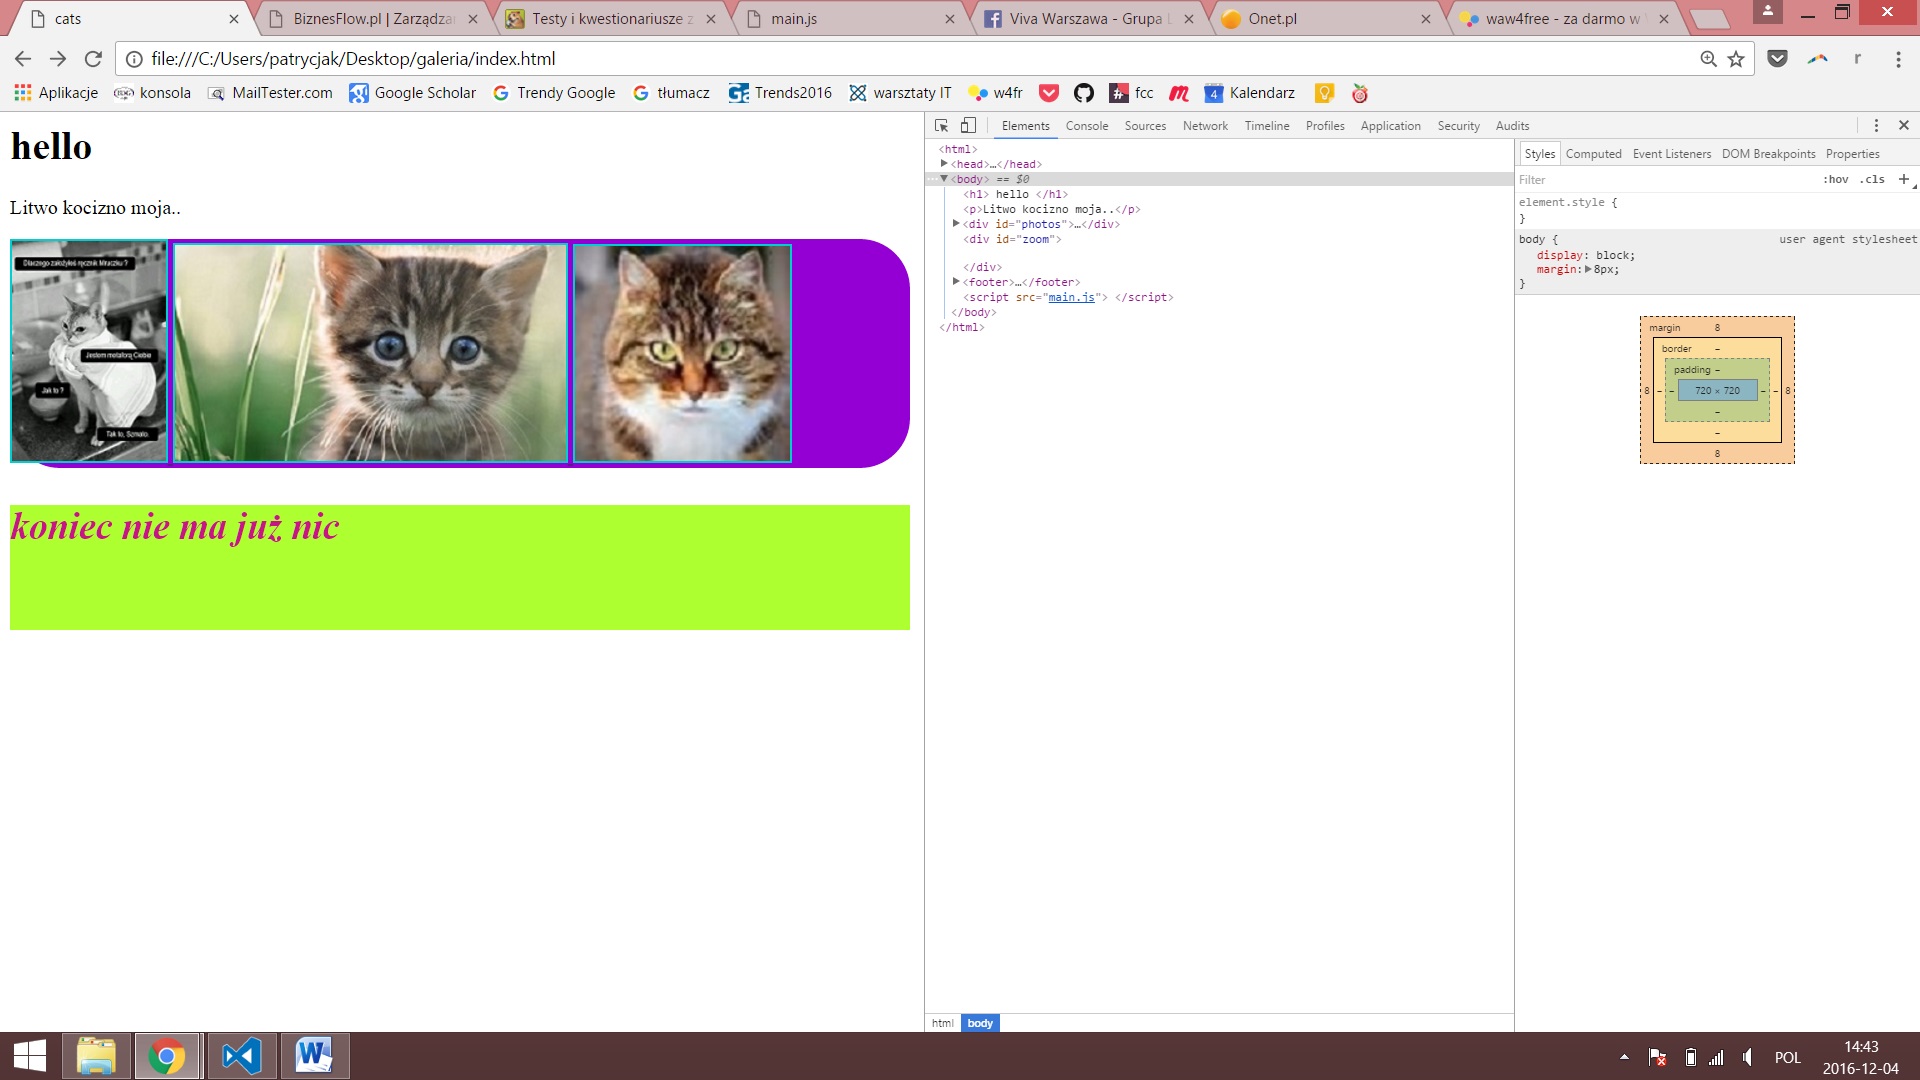 cats
BiznesFlow.pl | Zarządza
Testy i kwestionariusze z
main.js
Viva Warszawa - Grupa L
Onet.pl
waw4free - za darmo w
file:///C:/Users/patrycjak/Desktop/galeria/index.html
r
Aplikacje
konsola
MailTester.com
Google Scholar
Trendy Google
tłumacz
Trends2016
warsztaty IT
w4fr
fcc
4 Kalendarz
hello
Litwo kocizno moja..
Dlaczego założyłeś ręcznik Mruczku ?
Jestem metaforą Ciebie
Jak to ?
Tak to, Somalo.
koniec nie ma już nic
Elements Console Sources Network Timeline Profiles Application Security Audits
<html>
<head>…</head>
… <body> == $0
<h1> hello </h1>
<p>Litwo kocizno moja..</p>
<div id="photos">…</div>
<div id="zoom">
</div>
<footer>…</footer>
<script src="main.js"> </script>
</body>
</html>
html body
Styles Computed Event Listeners DOM Breakpoints Properties
Filter :hov .cls +
element.style {
}
body { user agent stylesheet
display: block;
margin: 8px;
}
margin 8
border –
padding –
8 – – 720 × 720 – – 8
–
–
8
POL
14:43
2016-12-04